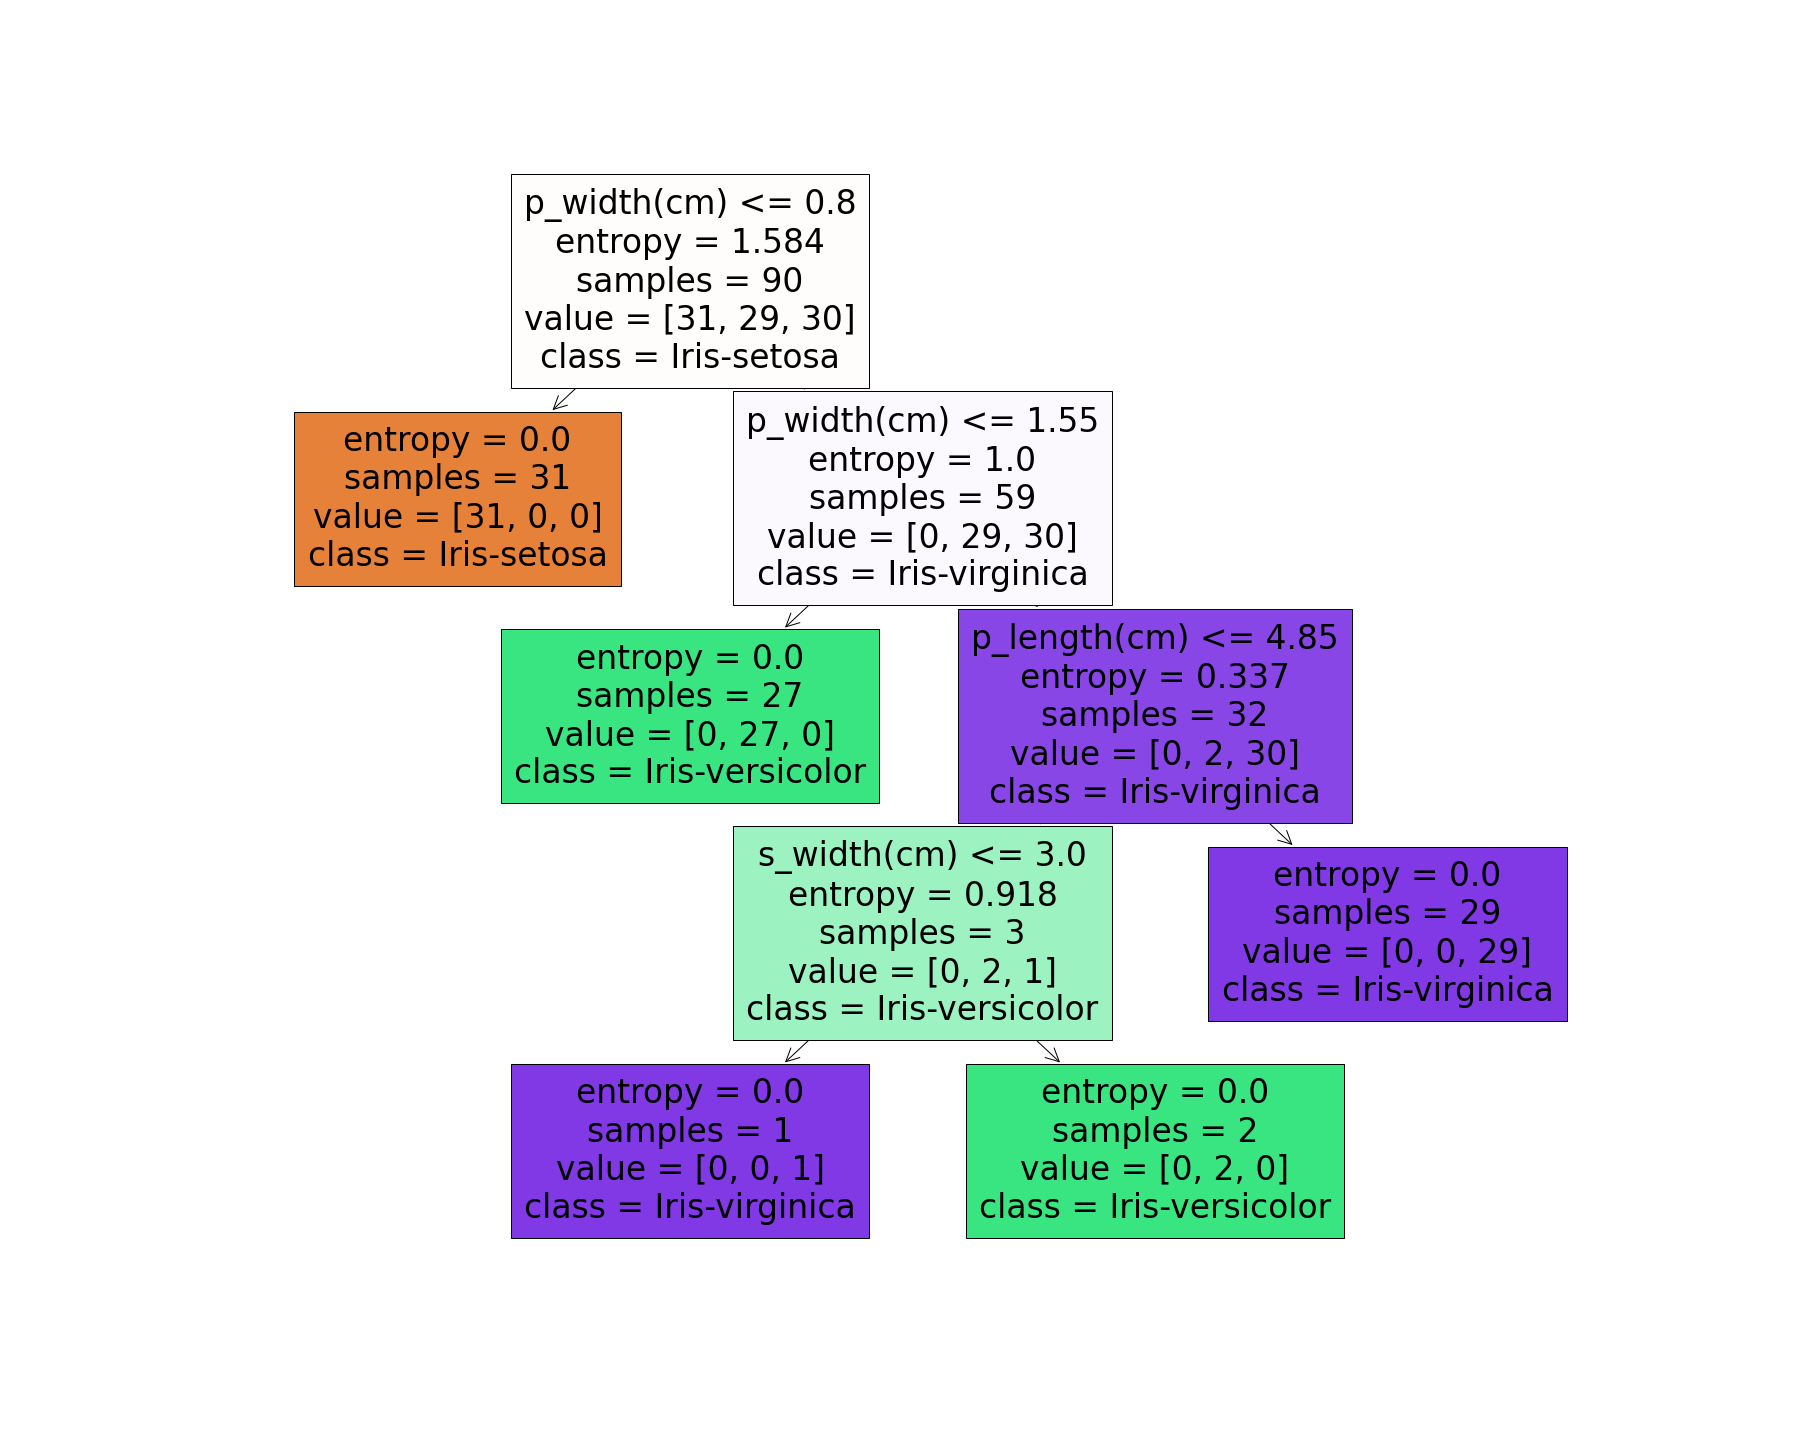 p_width(cm) <= 0.8
entropy = 1.584
samples = 90
value = [31, 29, 30]
class = Iris-setosa
entropy = 0.0
samples = 31
value = [31, 0, 0]
class = Iris-setosa
p_width(cm) <= 1.55
entropy = 1.0
samples = 59
value = [0, 29, 30]
class = Iris-virginica
entropy = 0.0
samples = 27
value = [0, 27, 0]
class = Iris-versicolor
p_length(cm) <= 4.85
entropy = 0.337
samples = 32
value = [0, 2, 30]
class = Iris-virginica
s_width(cm) <= 3.0
entropy = 0.918
samples = 3
value = [0, 2, 1]
class = Iris-versicolor
entropy = 0.0
samples = 29
value = [0, 0, 29]
class = Iris-virginica
entropy = 0.0
samples = 1
value = [0, 0, 1]
class = Iris-virginica
entropy = 0.0
samples = 2
value = [0, 2, 0]
class = Iris-versicolor